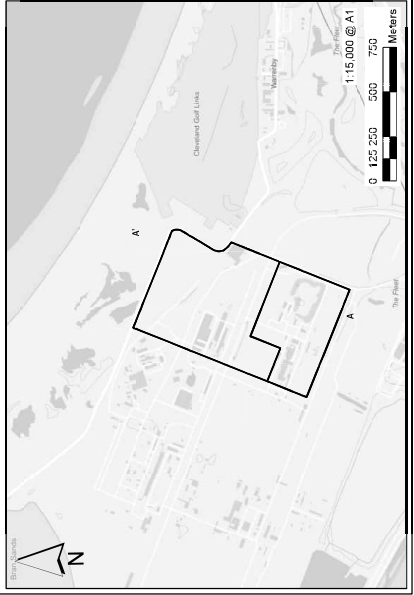 Bran Sands
N
A'
Cleveland Golf Links
Warrenby
The Fleet
A
The Fleet
1:15,000 @ A1
0 125 250 500 750
Meters